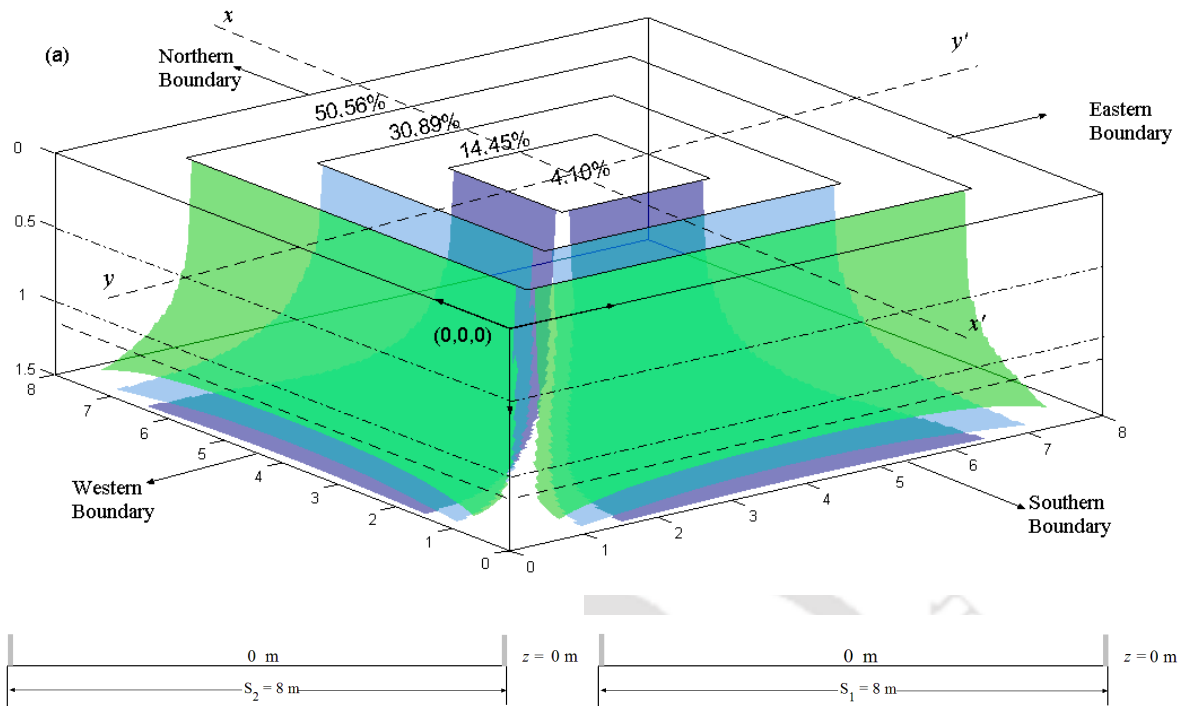 (a)
x
y'
Northern
Boundary
Eastern
Boundary
50.56%
30.89%
14.45%
4.10%
0
0.5
1
1.5
y
x'
(0,0,0)
8
7
6
5
4
3
2
1
0
0
1
2
3
4
5
6
7
8
Western
Boundary
Southern
Boundary
0 m
z = 0 m
0 m
z = 0 m
S2 = 8 m
S1 = 8 m